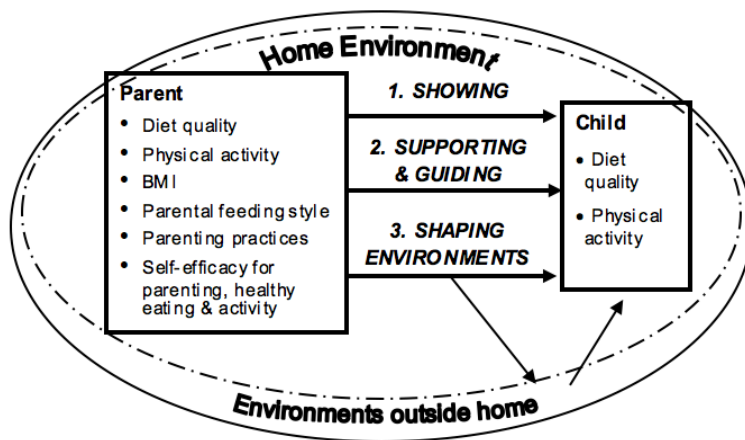 Home Environment
Parent
• Diet quality
• Physical activity
• BMI
• Parental feeding style
• Parenting practices
• Self-efficacy for
parenting, healthy
eating & activity
1. SHOWING
2. SUPPORTING
& GUIDING
3. SHAPING
ENVIRONMENTS
Child
• Diet
quality
• Physical
activity
Environments outside home